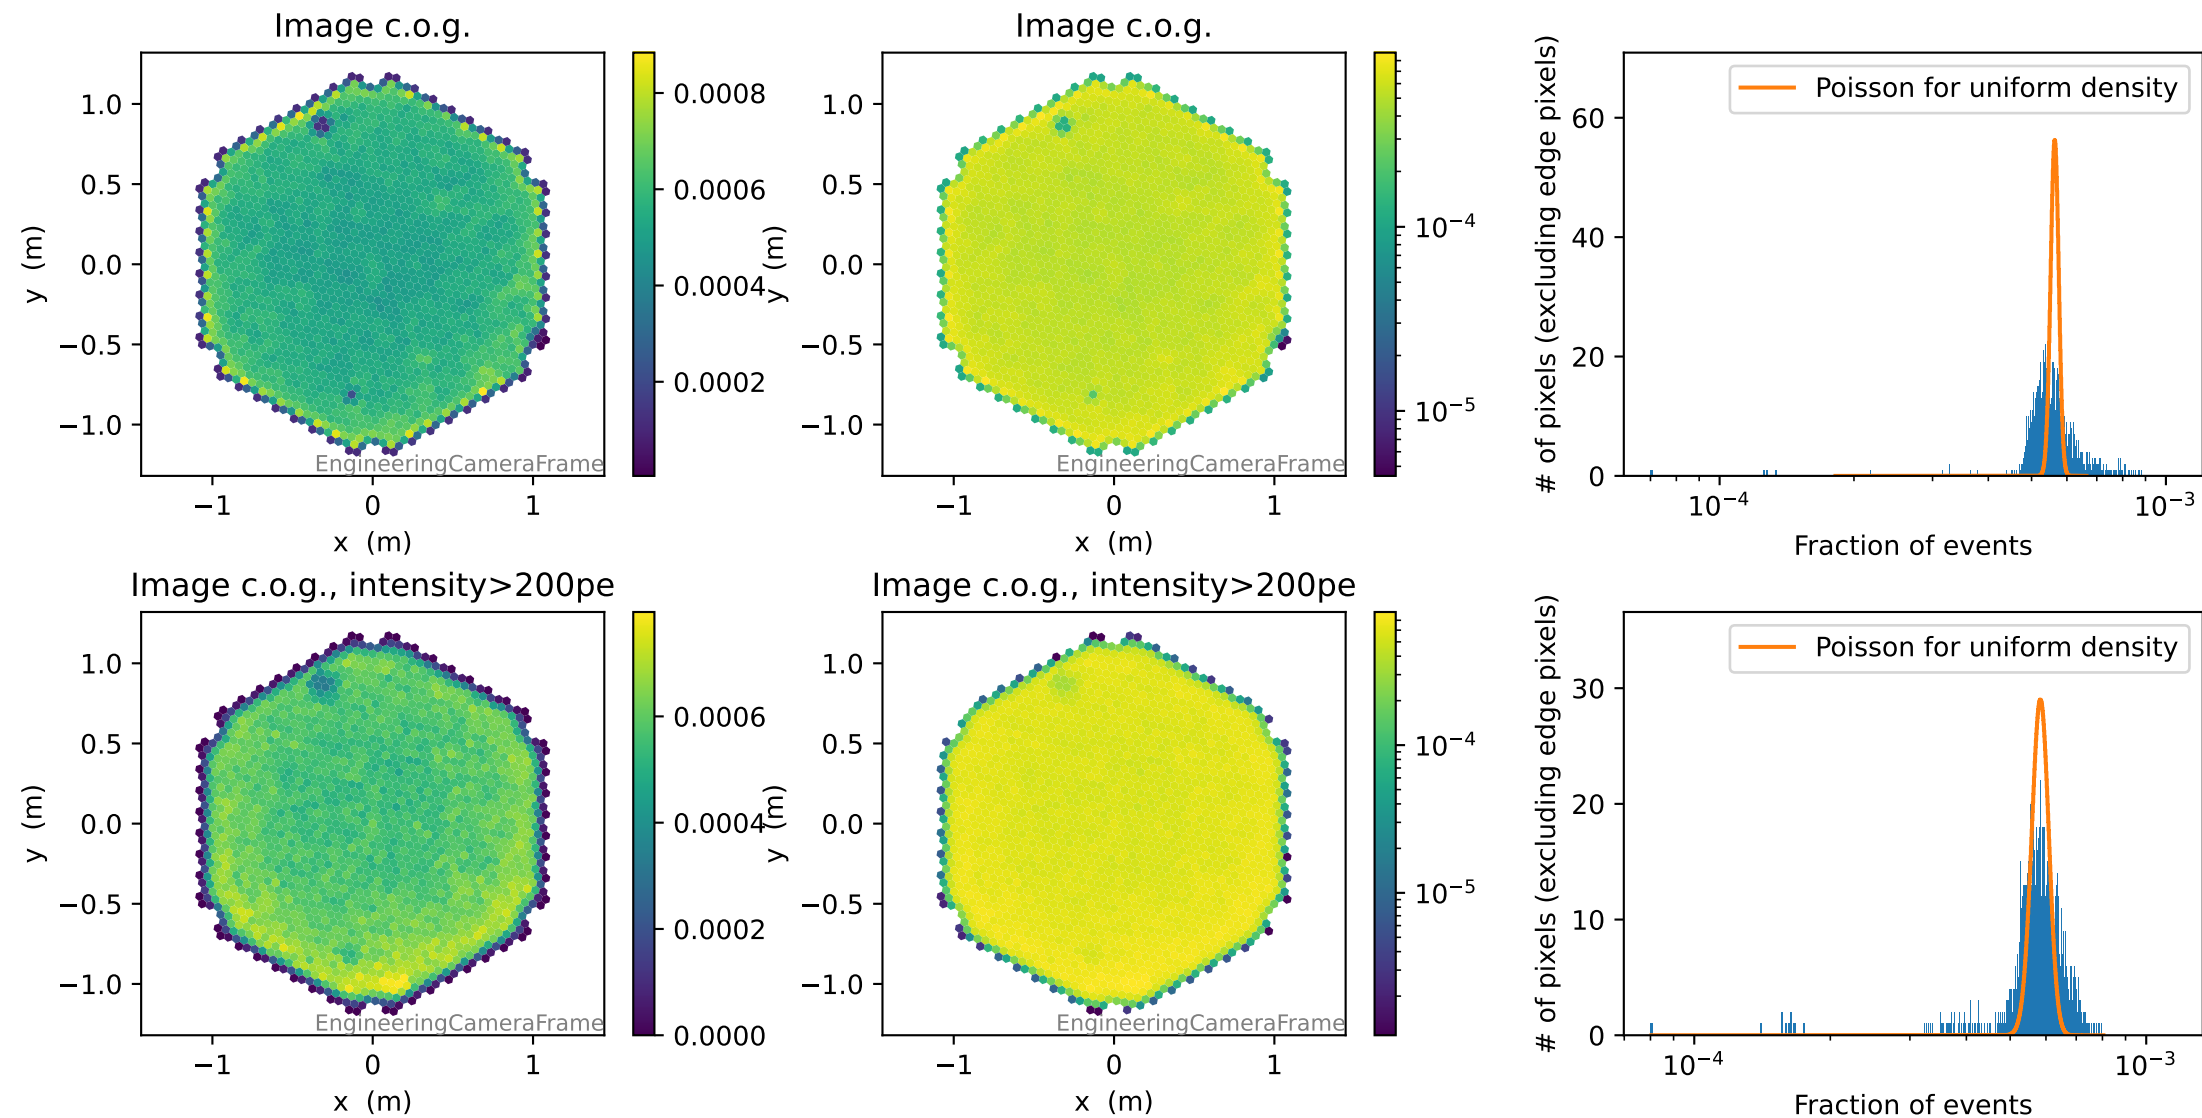 Image c.o.g.
1.0
0.5
0.0
−0.5
−1.0
y (m)
−1
0
1
x (m)
EngineeringCameraFrame
0.0008
0.0006
0.0004
0.0002
Image c.o.g.
1.0
0.5
0.0
−0.5
−1.0
y (m)
−1
0
1
x (m)
EngineeringCameraFrame
10−4
10−5
# of pixels (excluding edge pixels)
60
40
20
0
Poisson for uniform density
10−4
10−3
Fraction of events
Image c.o.g., intensity>200pe
1.0
0.5
0.0
−0.5
−1.0
y (m)
−1
0
1
x (m)
EngineeringCameraFrame
0.0006
0.0004
0.0002
0.0000
Image c.o.g., intensity>200pe
1.0
0.5
0.0
−0.5
−1.0
y (m)
−1
0
1
x (m)
EngineeringCameraFrame
10−4
10−5
# of pixels (excluding edge pixels)
30
20
10
0
Poisson for uniform density
10−4
10−3
Fraction of events